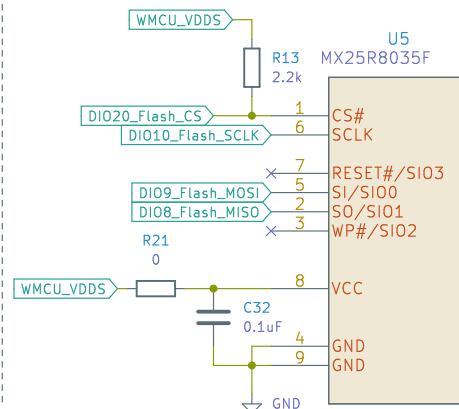 WMCU_VDDS
U5
MX25R8035F
R13
2.2k
DIO20_Flash_CS 1 CS#
DIO10_Flash_SCLK 6 SCLK
7 RESET#/SIO3
DIO9_Flash_MOSI 5 SI/SIO0
DIO8_Flash_MISO 2 SO/SIO1
3 WP#/SIO2
R21
0
WMCU_VDDS 8 VCC
C32
0.1uF
4 GND
9 GND
GND